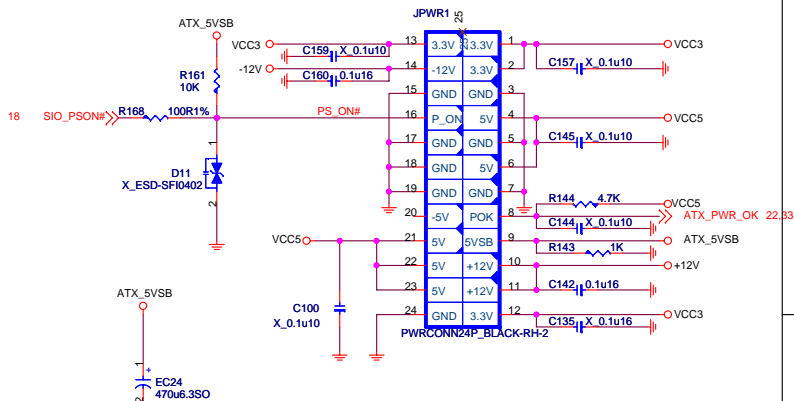 JPWR1
25
25
ATX_5VSB
VCC3
C159 X_0.1u10
13 3.3V 3.3V 1
VCC3
-12V
C160 0.1u16
14 -12V 3.3V 2
C157 X_0.1u10
R161
10K
15 GND GND 3
18 SIO_PSON#
R168 100R1%
PS_ON#
16 P_ON 5V 4
VCC5
17 GND GND 5
C145 X_0.1u10
1
D11
X_ESD-SFI0402
2
18 GND 5V 6
19 GND GND 7
R144 4.7K
VCC5
20 -5V POK 8
ATX_PWR_OK 22,33
C144 X_0.1u10
VCC5
21 5V 5VSB 9
ATX_5VSB
R143 1K
22 5V +12V 10
+12V
23 5V +12V 11
C142 0.1u16
C100
X_0.1u10
24 GND 3.3V 12
VCC3
C135 X_0.1u16
PWRCONN24P_BLACK-RH-2
ATX_5VSB
1
+
EC24
470u6.3SO
2